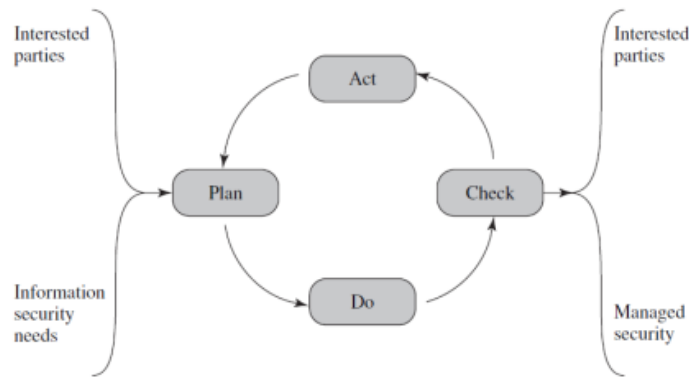 Interested
parties
Interested
parties
Act
Plan
Check
Do
Information
security
needs
Managed
security